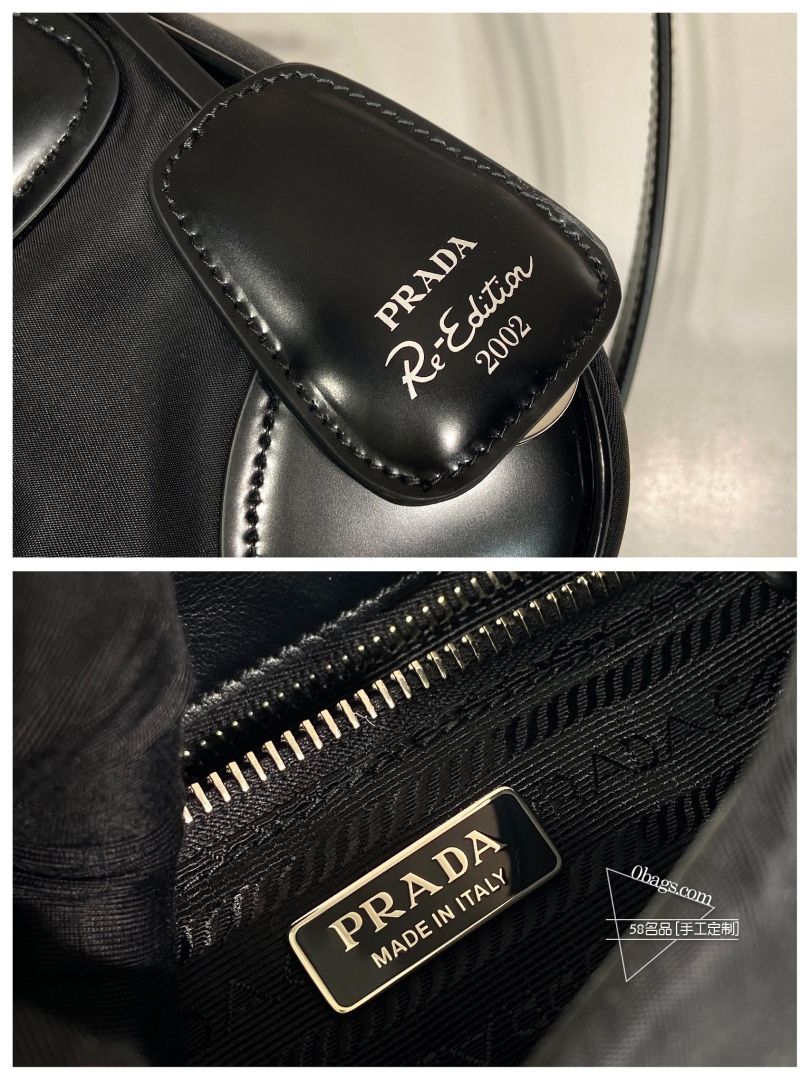 PRADA
Re-Edition
2002
PRADA
MADE IN ITALY
0bags.com
58名品[手工定制]